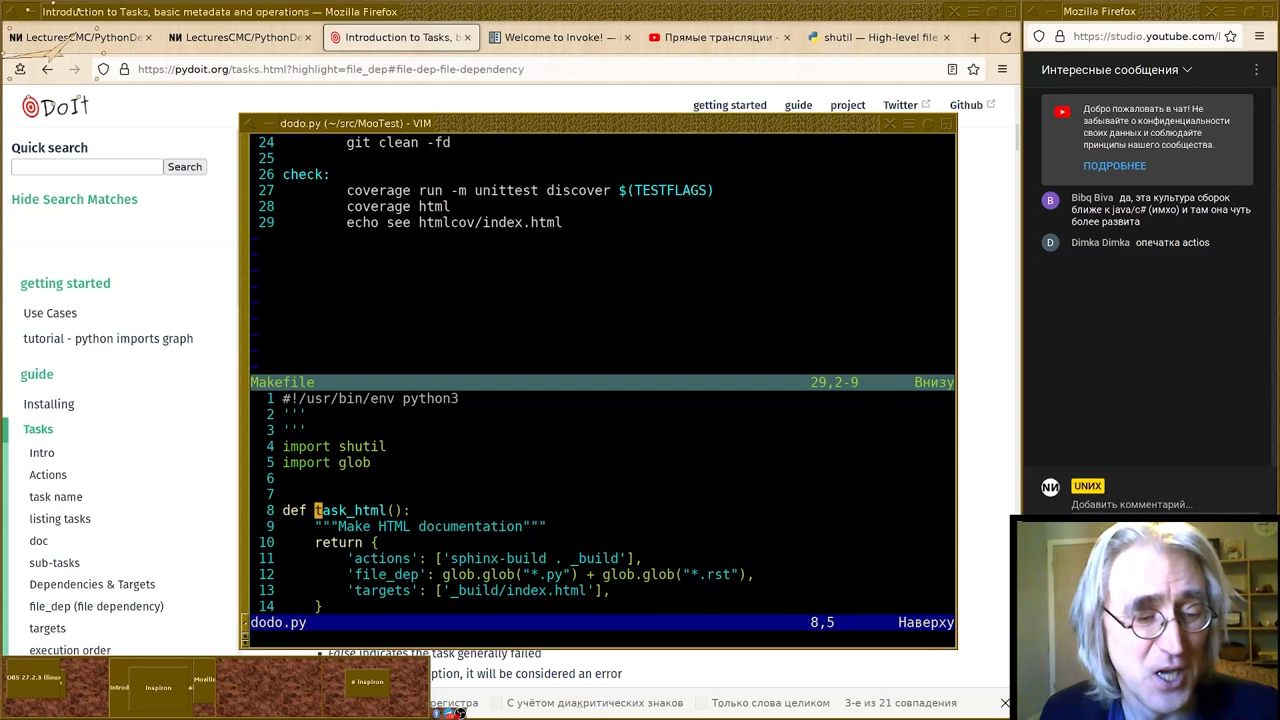 Introduction to Tasks, basic metadata and operations — Mozilla Firefox
Mozilla Firefox
LecturesCMC/PythonDe
LecturesCMC/PythonDe
Introduction to Tasks, b
Welcome to Invoke! —
Прямые трансляции -
shutil — High-level file
https://studio.youtube.com/l
https://pydoit.org/tasks.html?highlight=file_dep#file-dep-file-dependency
Интересные сообщения
DoIt
getting started guide project Twitter Github
Quick search
Search
Hide Search Matches
getting started
Use Cases
tutorial - python imports graph
guide
Installing
Tasks
Intro
Actions
task name
listing tasks
doc
sub-tasks
Dependencies & Targets
file_dep (file dependency)
targets
execution order
dodo.py (~/src/MooTest) - VIM
24 git clean -fd
25
26 check:
27 coverage run -m unittest discover $(TESTFLAGS)
28 coverage html
29 echo see htmlcov/index.html
~
~
~
~
~
~
~
~
Makefile 29,2-9 Внизу
1 #!/usr/bin/env python3
2 '''
3 '''
4 import shutil
5 import glob
6
7
8 def task_html():
9 """Make HTML documentation"""
10 return {
11 'actions': ['sphinx-build . _build'],
12 'file_dep': glob.glob("*.py") + glob.glob("*.rst"),
13 'targets': ['_build/index.html'],
14 }
dodo.py 8,5 Наверху
False indicates the task generally failed
ption, it will be considered an error
егистра С учётом диакритических знаков Только слова целиком 3-е из 21 совпадения
Добро пожаловать в чат! Не
забывайте о конфиденциальности
своих данных и соблюдайте
принципы нашего сообщества.
ПОДРОБНЕЕ
B Bibq Biva да, эта культура сборок
ближе к java/c# (имхо) и там она чуть
более развита
D Dimka Dimka опечатка actios
UNИX
Добавить комментарий...
OBS 27.2.3 (linux
Introd
Inspiron
Mozilla
# Inspiron